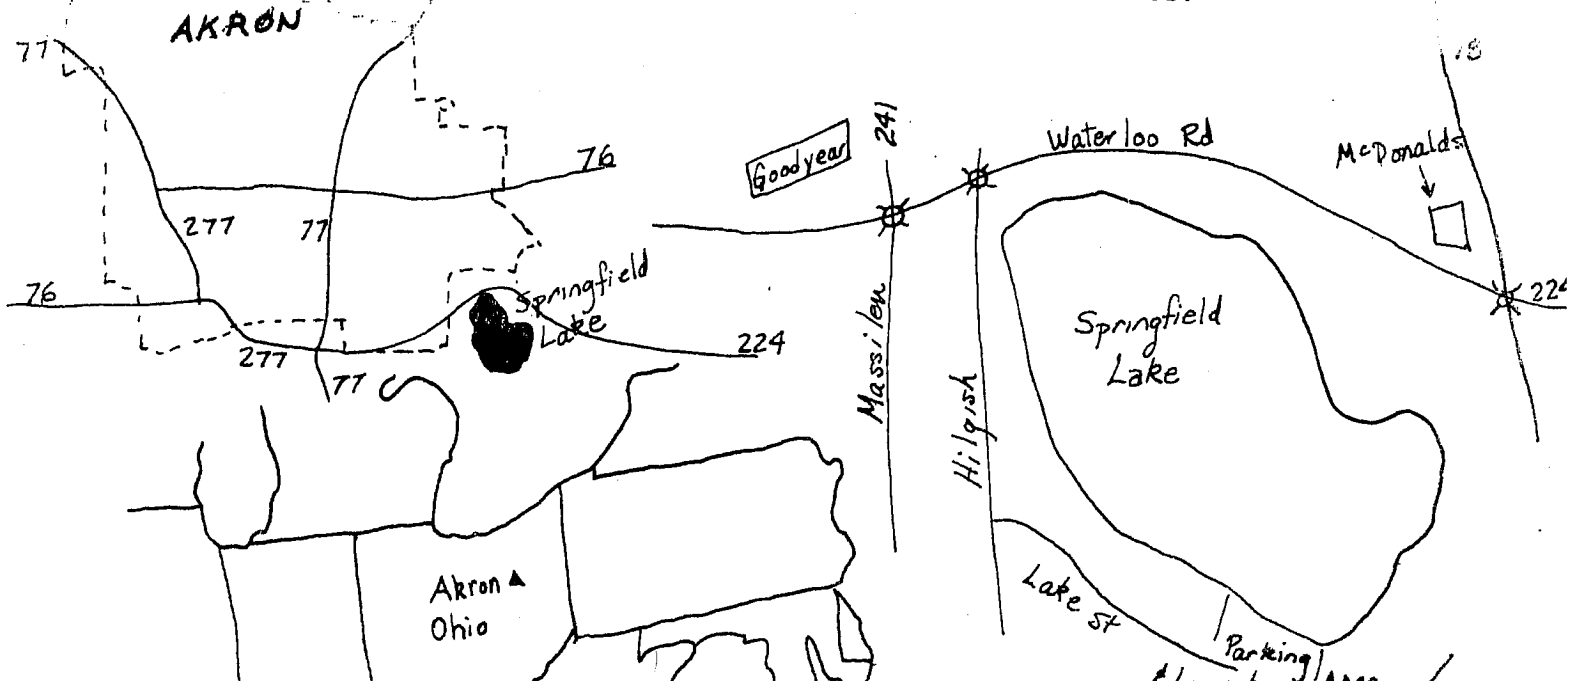 AKRON
77
76
277
77
76
Springfield
Lake
277
77
224
Akron
Ohio
Goodyear
241
Waterloo Rd
McDonalds
224
Massilen
Hilgish
Springfield
Lake
Lake St
Parking